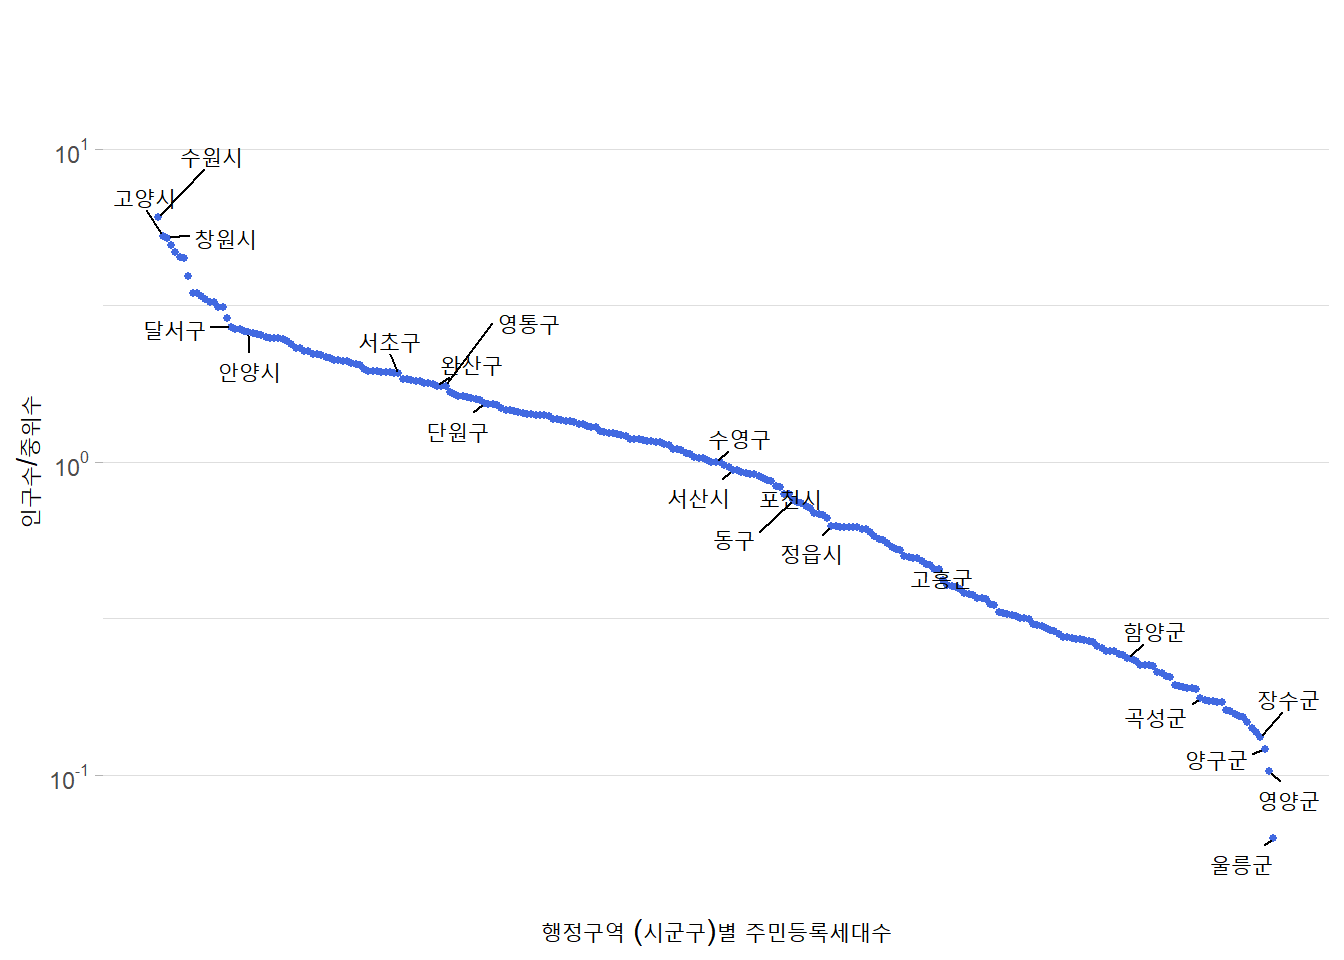 10¹
수원시
고양시
창원시
달서구
영통구
서초구
완산구
안양시
단원구
수영구
10⁰
서산시
포천시
동구
정읍시
고흥군
함양군
곡성군
장수군
양구군
10⁻¹
영양군
울릉군
인구수/중위수
행정구역 (시군구)별 주민등록세대수